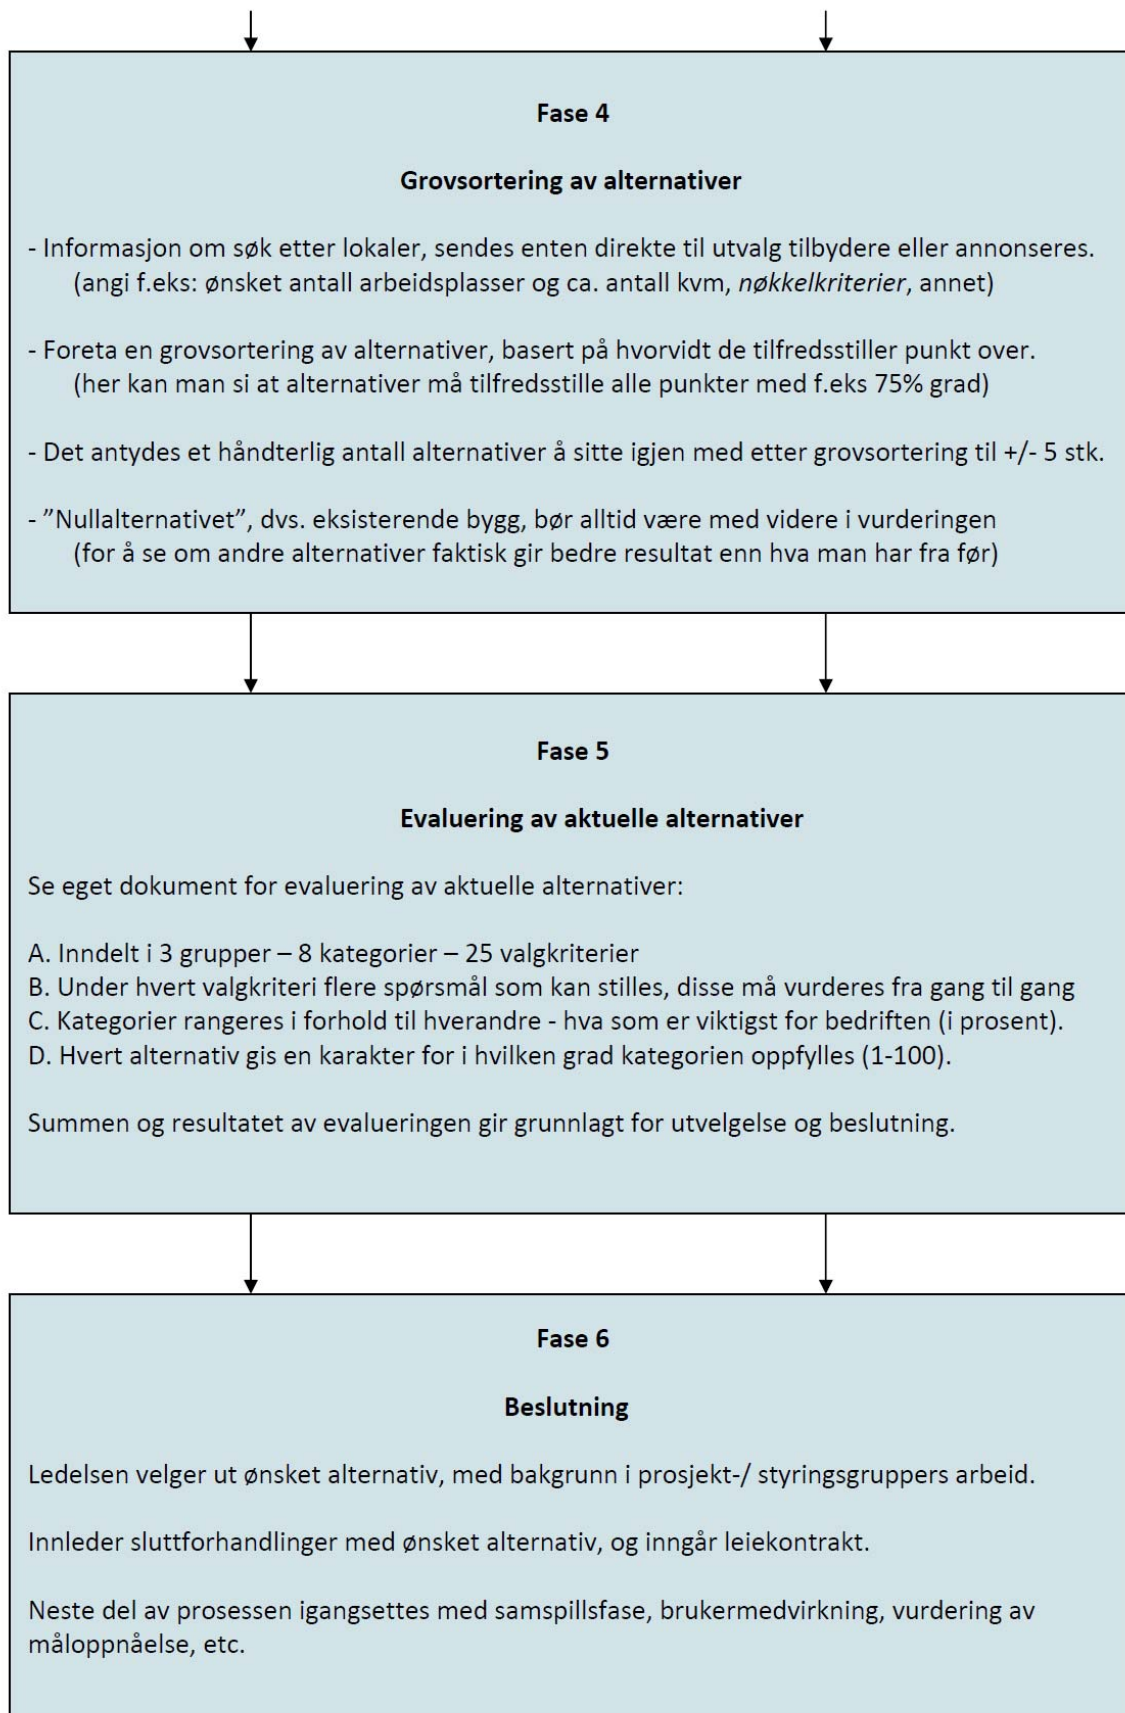 Fase 4
Grovsortering av alternativer
- Informasjon om søk etter lokaler, sendes enten direkte til utvalg tilbydere eller annonseres.
(angi f.eks: ønsket antall arbeidsplasser og ca. antall kvm, nøkkelkriterier, annet)
- Foreta en grovsortering av alternativer, basert på hvorvidt de tilfredsstiller punkt over.
(her kan man si at alternativer må tilfredsstille alle punkter med f.eks 75% grad)
- Det antydes et håndterlig antall alternativer å sitte igjen med etter grovsortering til +/- 5 stk.
- ”Nullalternativet”, dvs. eksisterende bygg, bør alltid være med videre i vurderingen
(for å se om andre alternativer faktisk gir bedre resultat enn hva man har fra før)
Fase 5
Evaluering av aktuelle alternativer
Se eget dokument for evaluering av aktuelle alternativer:
A. Inndelt i 3 grupper – 8 kategorier – 25 valgkriterier
B. Under hvert valgkriteri flere spørsmål som kan stilles, disse må vurderes fra gang til gang
C. Kategorier rangeres i forhold til hverandre - hva som er viktigst for bedriften (i prosent).
D. Hvert alternativ gis en karakter for i hvilken grad kategorien oppfylles (1-100).
Summen og resultatet av evalueringen gir grunnlagt for utvelgelse og beslutning.
Fase 6
Beslutning
Ledelsen velger ut ønsket alternativ, med bakgrunn i prosjekt-/ styringsgruppers arbeid.
Innleder sluttforhandlinger med ønsket alternativ, og inngår leiekontrakt.
Neste del av prosessen igangsettes med samspillsfase, brukermedvirkning, vurdering av
måloppnåelse, etc.